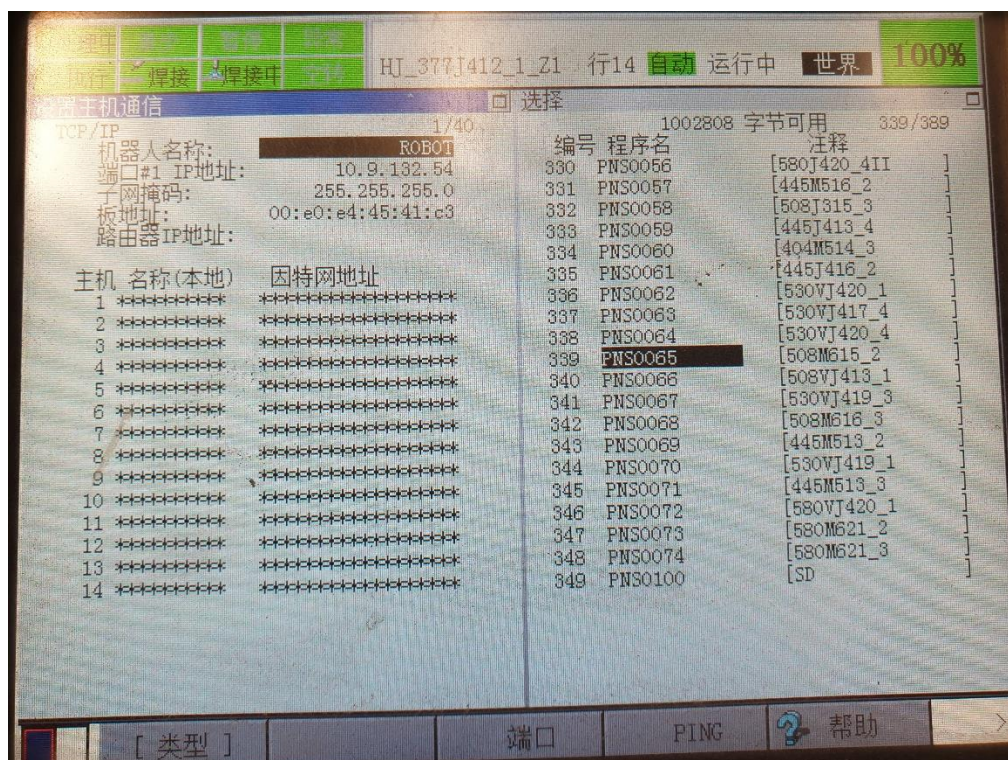 焊接 焊接中
HJ_377J412_1_Z1 行14 自动 运行中 世界 100%
设置主机通信
TCP/IP 1/40
机器人名称: ROBOT
端口#1 IP地址: 10.9.132.54
子网掩码: 255.255.255.0
板地址: 00:e0:e4:45:41:c3
路由器IP地址:
主机 名称(本地) 因特网地址
1 ********** ******************
2 ********** ******************
3 ********** ******************
4 ********** ******************
5 ********** ******************
6 ********** ******************
7 ********** ******************
8 ********** ******************
9 ********** ******************
10 ********** ******************
11 ********** ******************
12 ********** ******************
13 ********** ******************
14 ********** ******************
选择
1002808 字节可用 339/389
编号 程序名 注释
330 PNS0056 [580J420_4II ]
331 PNS0057 [445M516_2 ]
332 PNS0058 [508J315_3 ]
333 PNS0059 [445J413_4 ]
334 PNS0060 [404M514_3 ]
335 PNS0061 [445J416_2 ]
336 PNS0062 [530VJ420_1 ]
337 PNS0063 [530VJ417_4 ]
338 PNS0064 [530VJ420_4 ]
339 PNS0065 [508M615_2 ]
340 PNS0066 [508VJ413_1 ]
341 PNS0067 [530VJ419_3 ]
342 PNS0068 [508M616_3 ]
343 PNS0069 [445M513_2 ]
344 PNS0070 [530VJ419_1 ]
345 PNS0071 [445M513_3 ]
346 PNS0072 [580VJ420_1 ]
347 PNS0073 [580M621_2 ]
348 PNS0074 [580M621_3 ]
349 PNS0100 [SD ]
[ 类型 ] 端口 PING 帮助 >